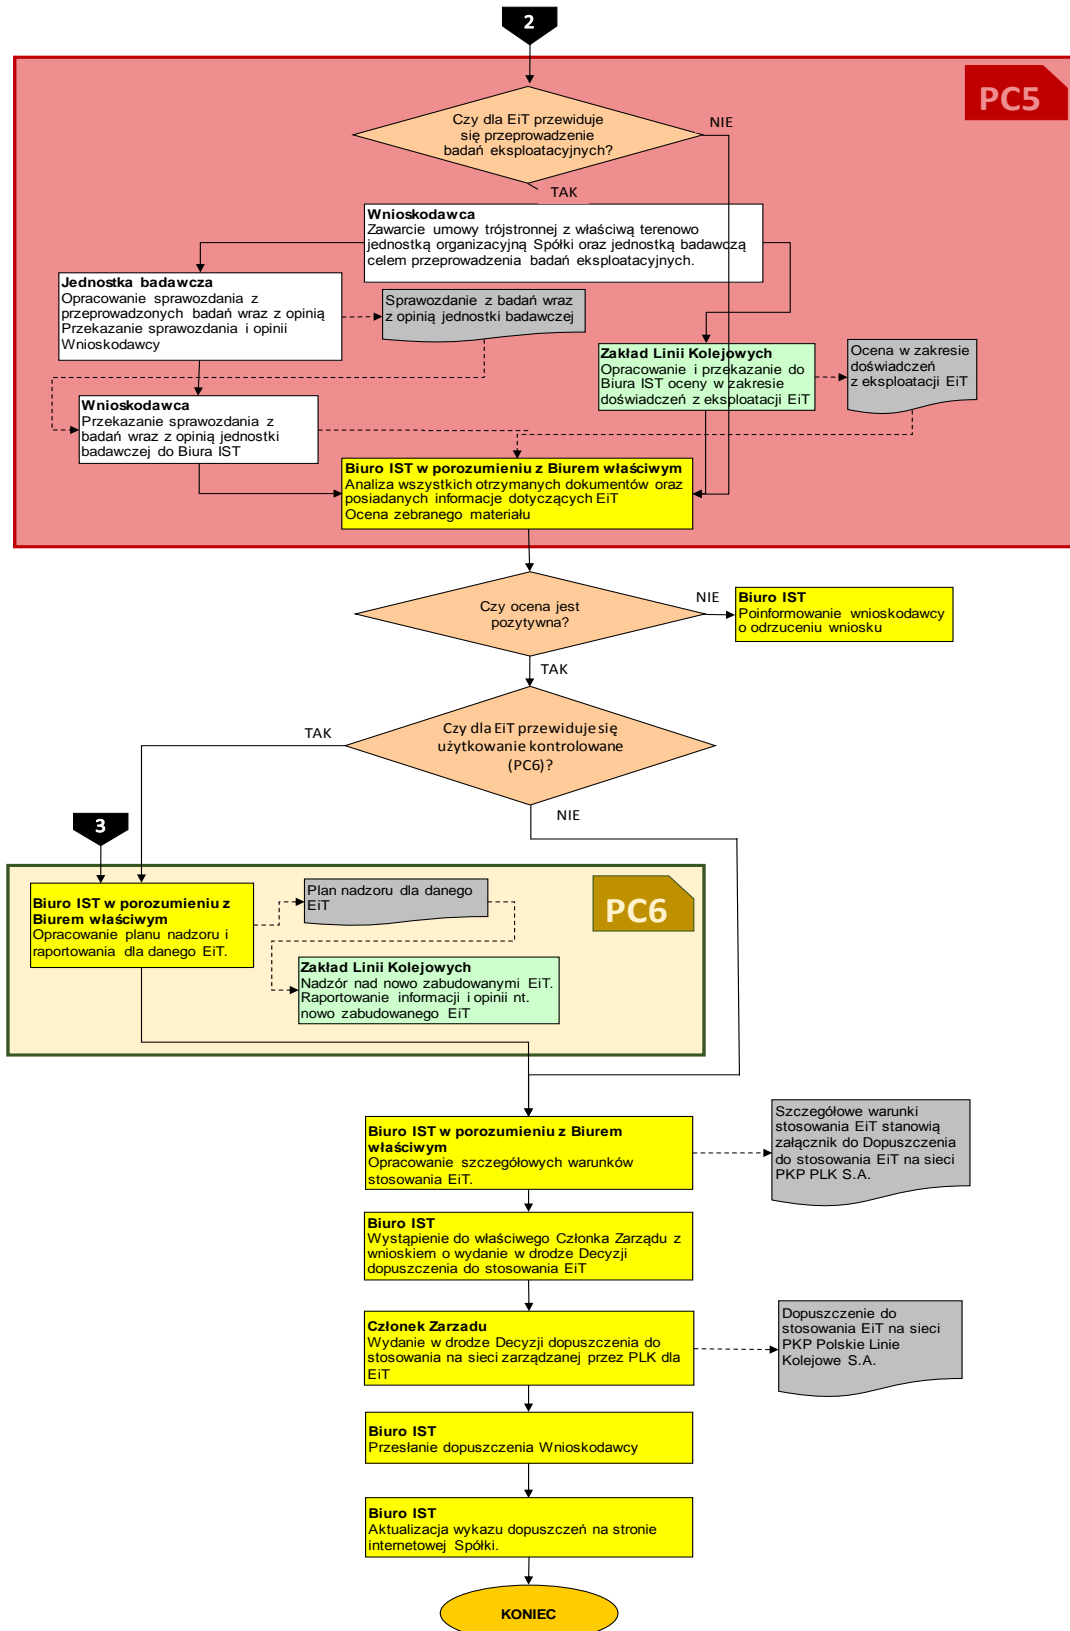 2
PC5
Czy dla EiT przewiduje
się przeprowadzenie
badań eksploatacyjnych?
NIE
TAK
Wnioskodawca
Zawarcie umowy trójstronnej z właściwą terenowo
jednostką organizacyjną Spółki oraz jednostką badawczą
celem przeprowadzenia badań eksploatacyjnych.
Jednostka badawcza
Opracowanie sprawozdania z
przeprowadzonych badań wraz z opinią
Przekazanie sprawozdania i opinii
Wnioskodawcy
Sprawozdanie z badań wraz
z opinią jednostki badawczej
Zakład Linii Kolejowych
Opracowanie i przekazanie do
Biura IST oceny w zakresie
doświadczeń z eksploatacji EiT
Ocena w zakresie
doświadczeń
z eksploatacji EiT
Wnioskodawca
Przekazanie sprawozdania z
badań wraz z opinią jednostki
badawczej do Biura IST
Biuro IST w porozumieniu z Biurem właściwym
Analiza wszystkich otrzymanych dokumentów oraz
posiadanych informacje dotyczących EiT
Ocena zebranego materiału
Czy ocena jest
pozytywna?
NIE
Biuro IST
Poinformowanie wnioskodawcy
o odrzuceniu wniosku
TAK
Czy dla EiT przewiduje się
użytkowanie kontrolowane
(PC6)?
TAK
NIE
3
PC6
Biuro IST w porozumieniu z
Biurem właściwym
Opracowanie planu nadzoru i
raportowania dla danego EiT.
Plan nadzoru dla danego
EiT
Zakład Linii Kolejowych
Nadzór nad nowo zabudowanymi EiT.
Raportowanie informacji i opinii nt.
nowo zabudowanego EiT
Biuro IST w porozumieniu z Biurem
właściwym
Opracowanie szczegółowych warunków
stosowania EiT.
Szczegółowe warunki
stosowania EiT stanowią
załącznik do Dopuszczenia
do stosowania EiT na sieci
PKP PLK S.A.
Biuro IST
Wystąpienie do właściwego Członka Zarządu z
wnioskiem o wydanie w drodze Decyzji
dopuszczenia do stosowania EiT
Członek Zarzadu
Wydanie w drodze Decyzji dopuszczenia do
stosowania na sieci zarządzanej przez PLK dla
EiT
Dopuszczenie do
stosowania EiT na sieci
PKP Polskie Linie
Kolejowe S.A.
Biuro IST
Przesłanie dopuszczenia Wnioskodawcy
Biuro IST
Aktualizacja wykazu dopuszczeń na stronie
internetowej Spółki.
KONIEC